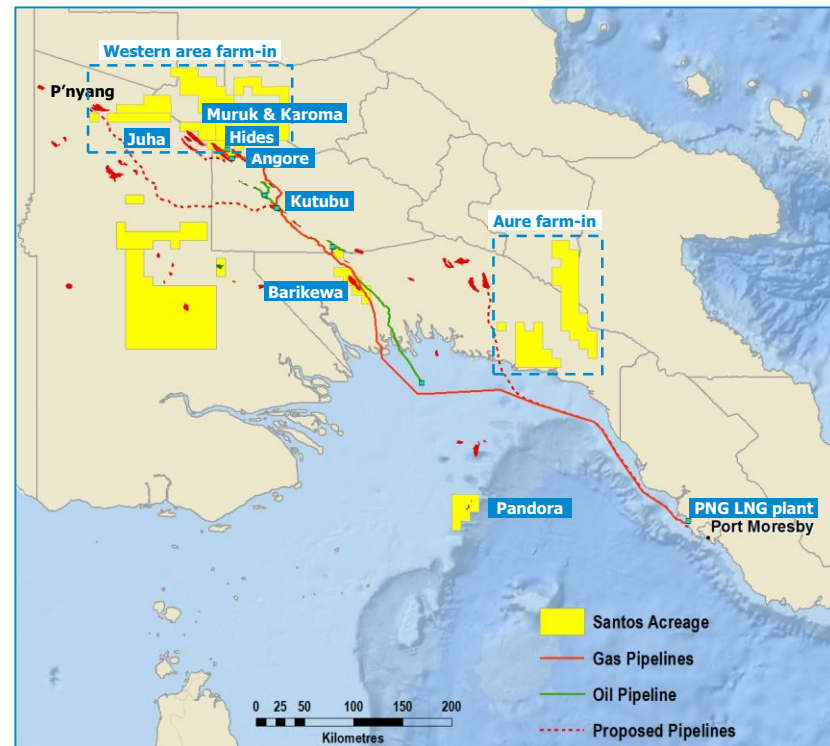 Western area farm-in
P'nyang
Muruk & Karoma
Juha
Hides
Angore
Kutubu
Aure farm-in
Barikewa
Pandora
PNG LNG plant
Port Moresby
Santos Acreage
Gas Pipelines
Oil Pipeline
Proposed Pipelines
0 25 50 100 150 200
Kilometres